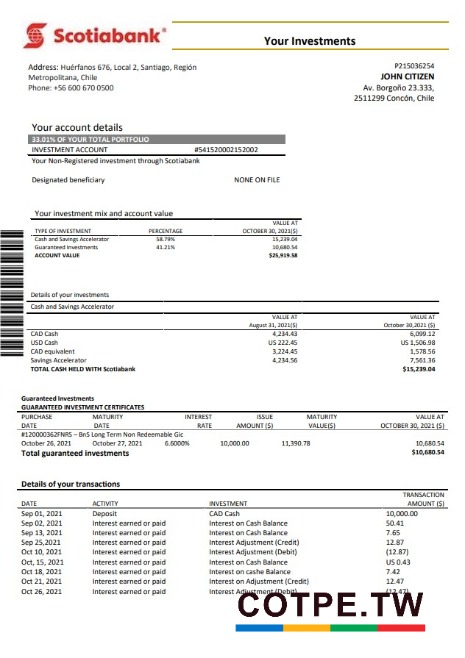 Scotiabank®
Your Investments
Address: Huérfanos 676, Local 2, Santiago, Región
Metropolitana, Chile
Phone: +56 600 670 0500
P215036254
JOHN CITIZEN
Av. Borgoño 23.333,
2511299 Concón, Chile
Your account details
33.01% OF YOUR TOTAL PORTFOLIO
INVESTMENT ACCOUNT #541520002152002
Your Non-Registered investment through Scotiabank
Designated beneficiary NONE ON FILE
Your investment mix and account value
VALUE AT
TYPE OF INVESTMENT PERCENTAGE OCTOBER 30, 2021($)
Cash and Savings Accelerator 58.79% 15,239.04
Guaranteed Investments 41.21% 10,680.54
ACCOUNT VALUE $25,919.58
Details of your investments
Cash and Savings Accelerator
VALUE AT VALUE AT
August 31, 2021($) October 30,2021 ($)
CAD Cash 4,234.43 6,099.12
USD Cash US 222.45 US 1,506.98
CAD equivalent 3,224.45 1,578.56
Savings Accelerator 4,234.56 7,561.36
TOTAL CASH HELD WITH Scotiabank $15,239.04
Guaranteed Investments
GUARANTEED INVESTMENT CERTIFICATES
PURCHASE MATURITY INTEREST ISSUE MATURITY VALUE AT
DATE DATE RATE AMOUNT ($) VALUE($) OCTOBER 30, 2021 ($)
#120000362FNRS – BnS Long Term Non Redeemable Gic
October 26, 2021 October 27, 2021 6.6000% 10,000.00 11,390.78 10,680.54
Total guaranteed investments $10,680.54
Details of your transactions
TRANSACTION
DATE ACTIVITY INVESTMENT AMOUNT ($)
Sep 01, 2021 Deposit CAD Cash 10,000.00
Sep 02, 2021 Interest earned or paid Interest on Cash Balance 50.41
Sep 13, 2021 Interest earned or paid Interest on Cash Balance 7.65
Sep 25,2021 Interest earned or paid Interest Adjustment (Credit) 12.87
Oct 10, 2021 Interest earned or paid Interest Adjustment (Debit) (12.87)
Oct, 15, 2021 Interest earned or paid Interest on Cash Balance US 0.43
Oct 18, 2021 Interest earned or paid Interest on cashe Balance 7.42
Oct 21, 2021 Interest earned or paid Interest on Adjustment (Credit) 12.47
Oct 26, 2021 Interest earned or paid Interest Adjustment (Debit) (12.47)
COTPE.TW